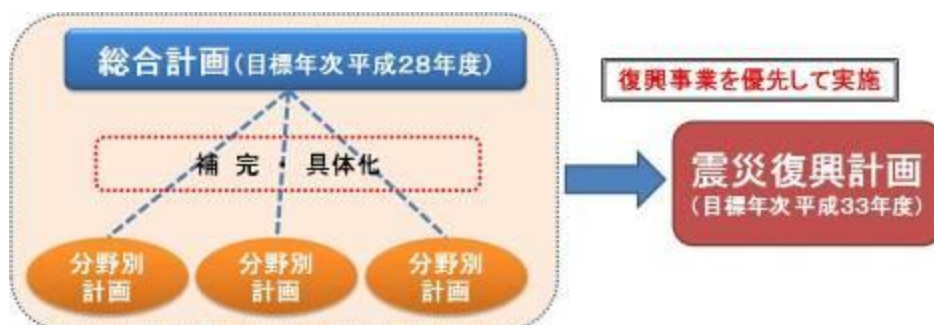 総合計画(目標年次平成28年度)
復興事業を優先して実施
補完・具体化
震災復興計画
(目標年次平成33年度)
分野別
計画
分野別
計画
分野別
計画